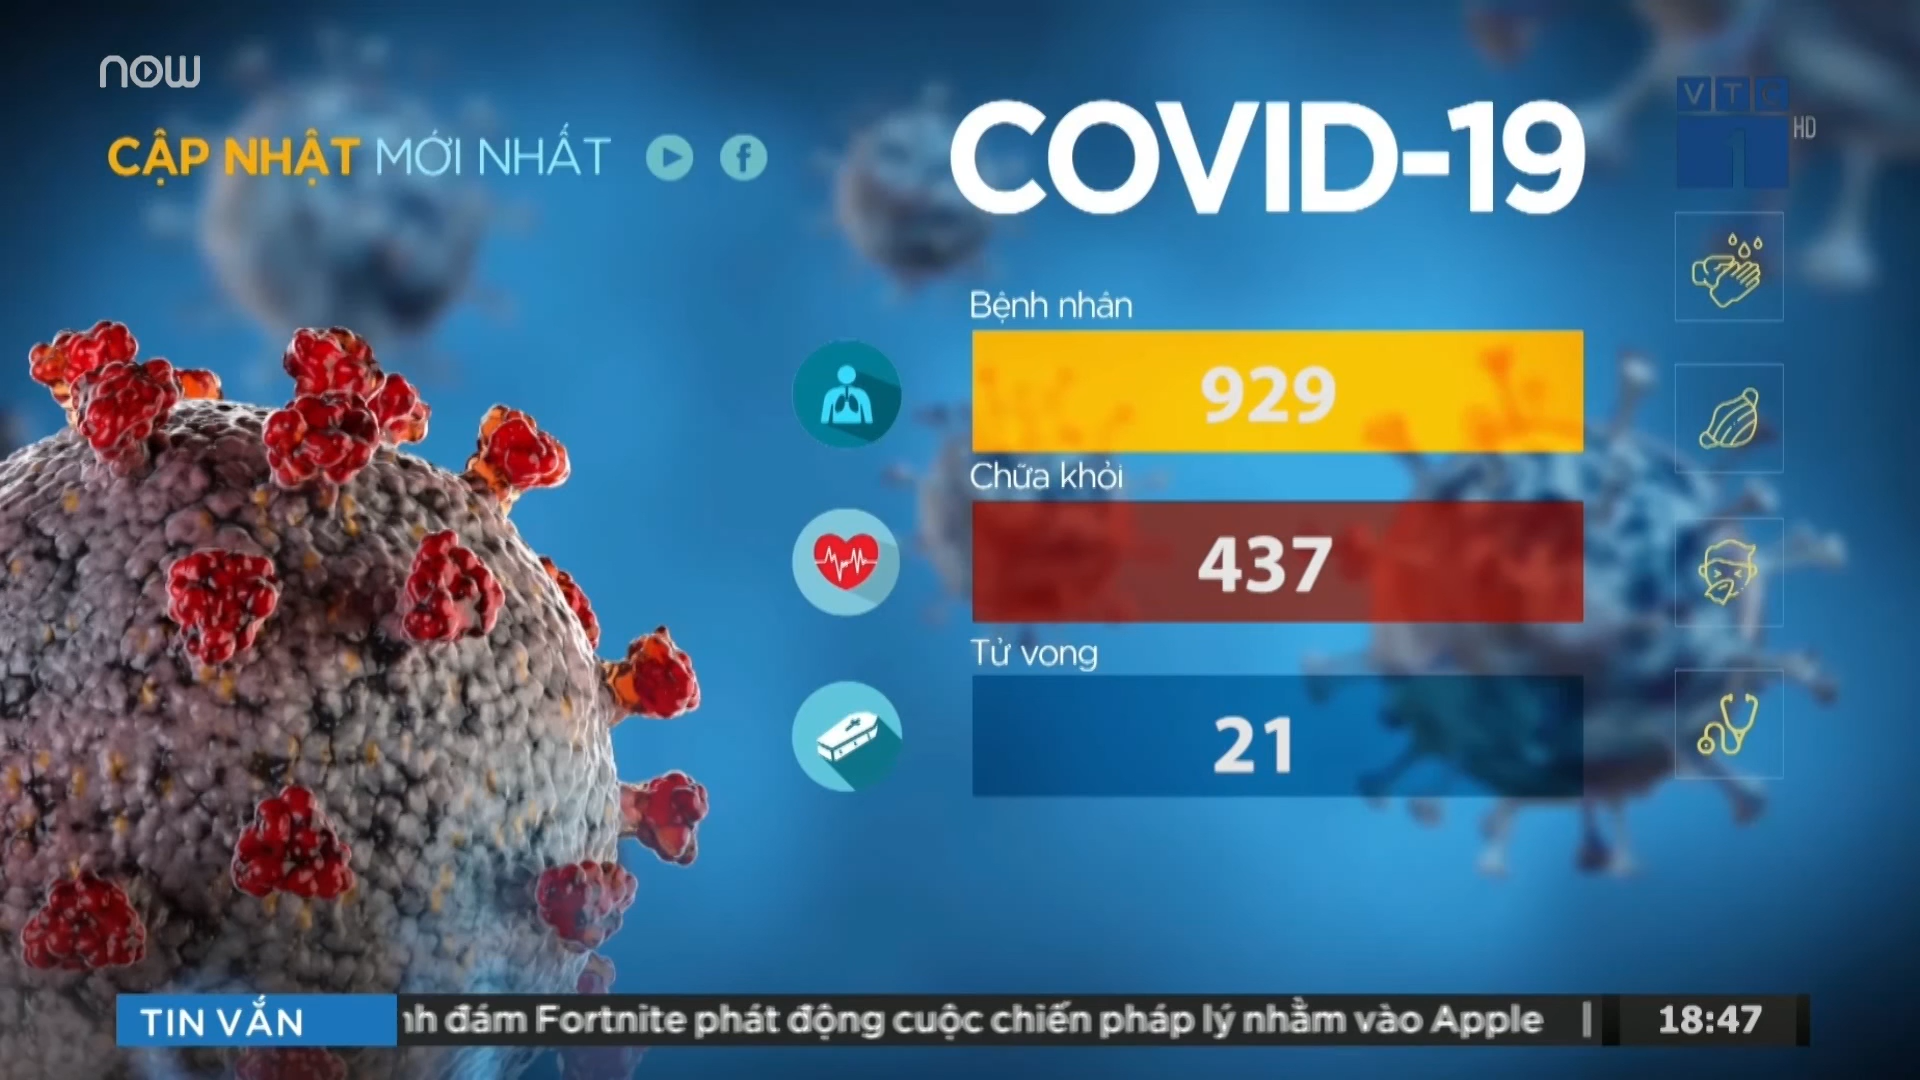 now
CẬP NHẬT MỚI NHẤT
COVID-19
VTC
1
HD
Bệnh nhân
929
Chữa khỏi
437
Tử vong
21
TIN VẮN
đám Fortnite phát động cuộc chiến pháp lý nhằm vào Apple |
18:47